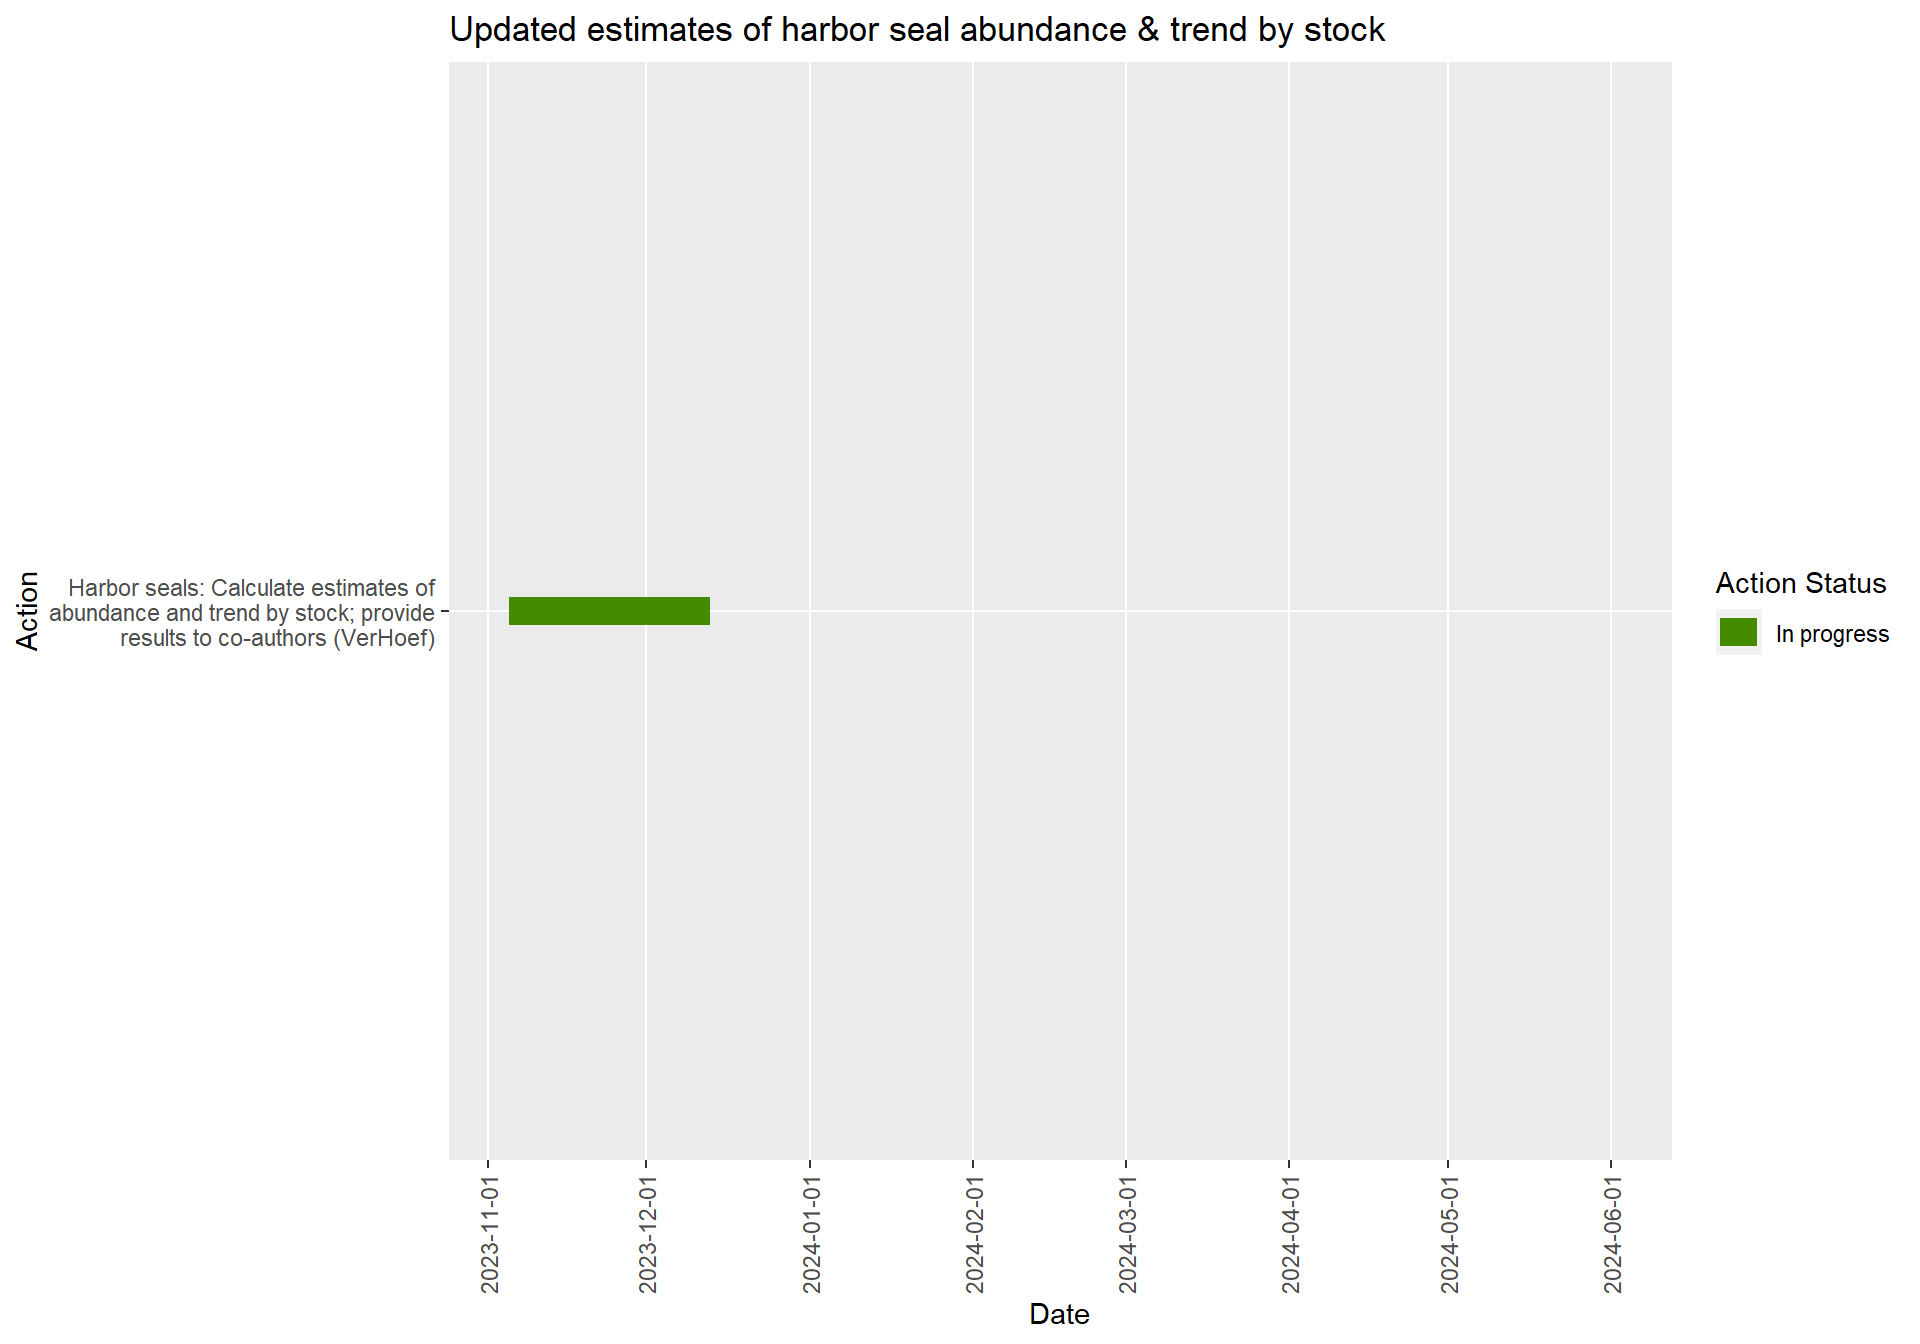 Updated estimates of harbor seal abundance & trend by stock
Action
Harbor seals: Calculate estimates of
abundance and trend by stock; provide
results to co-authors (VerHoef)
Action Status
In progress
2023-11-01
2023-12-01
2024-01-01
2024-02-01
2024-03-01
2024-04-01
2024-05-01
2024-06-01
Date